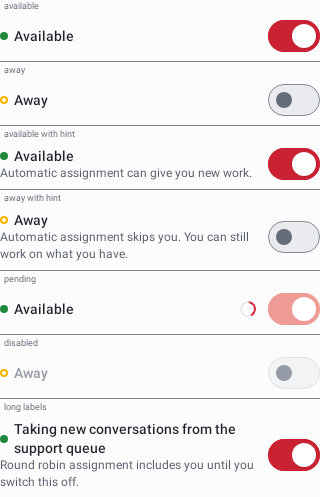 available
Available
away
Away
available with hint
Available
Automatic assignment can give you new work.
away with hint
Away
Automatic assignment skips you. You can still
work on what you have.
pending
Available
disabled
Away
long labels
Taking new conversations from the
support queue
Round robin assignment includes you until you
switch this off.